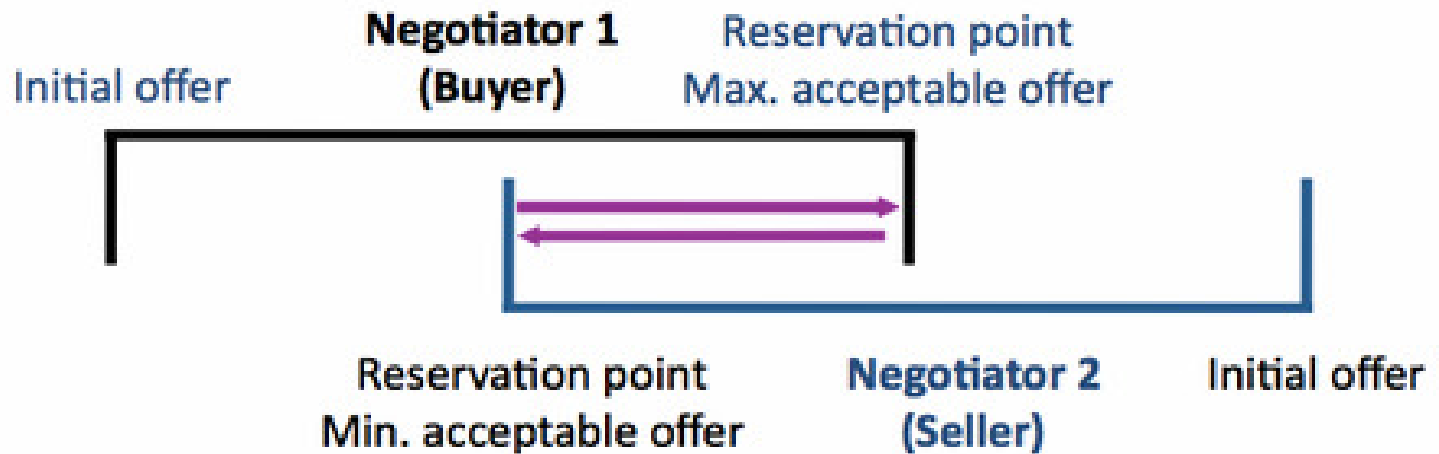 Initial offer
Negotiator 1
(Buyer)
Reservation point
Max. acceptable offer
Reservation point
Min. acceptable offer
Negotiator 2
(Seller)
Initial offer